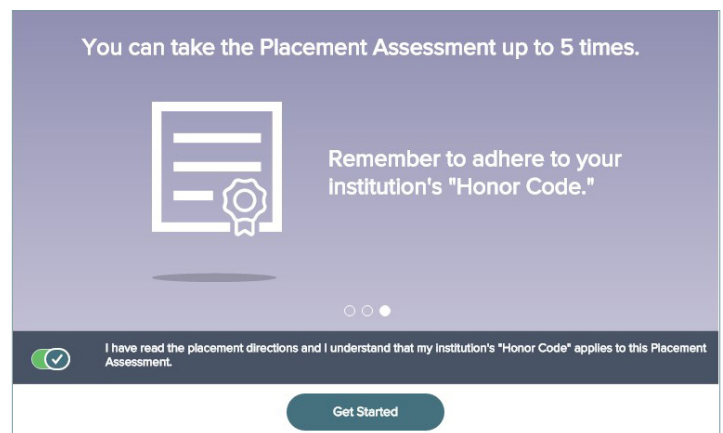 You can take the Placement Assessment up to 5 times.
Remember to adhere to your
institution's "Honor Code."
I have read the placement directions and I understand that my institution's "Honor Code" applies to this Placement
Assessment.
Get Started